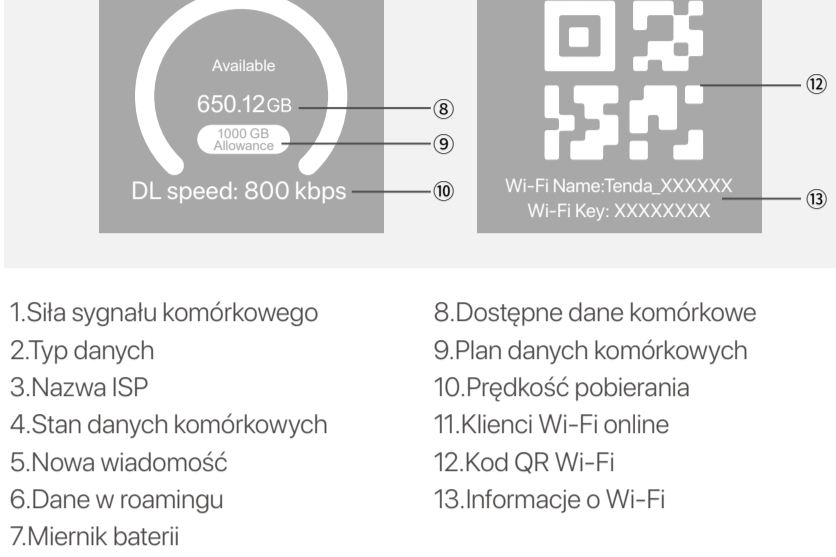 Available
650.12GB
⑧
1000 GB
Allowance
⑨
DL speed: 800 kbps
⑩
⑫
Wi-Fi Name:Tenda_XXXXXX
Wi-Fi Key: XXXXXXXX
⑬
1.Siła sygnału komórkowego
2.Typ danych
3.Nazwa ISP
4.Stan danych komórkowych
5.Nowa wiadomość
6.Dane w roamingu
7.Miernik baterii
8.Dostępne dane komórkowe
9.Plan danych komórkowych
10.Prędkość pobierania
11.Klienci Wi-Fi online
12.Kod QR Wi-Fi
13.Informacje o Wi-Fi